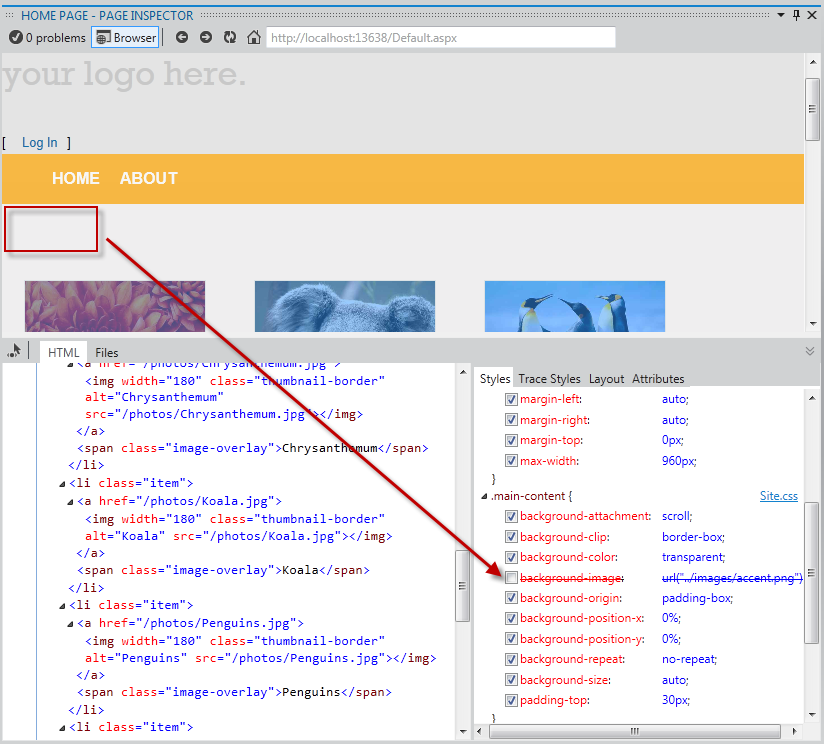 HOME PAGE - PAGE INSPECTOR
0 problems Browser http://localhost:13638/Default.aspx
your logo here.
[ Log In ]
HOME ABOUT
HTML Files
<a href="/photos/Chrysanthemum.jpg">
<img width="180" class="thumbnail-border"
alt="Chrysanthemum"
src="/photos/Chrysanthemum.jpg"></img>
</a>
<span class="image-overlay">Chrysanthemum</span>
</li>
<li class="item">
<a href="/photos/Koala.jpg">
<img width="180" class="thumbnail-border"
alt="Koala" src="/photos/Koala.jpg"></img>
</a>
<span class="image-overlay">Koala</span>
</li>
<li class="item">
<a href="/photos/Penguins.jpg">
<img width="180" class="thumbnail-border"
alt="Penguins" src="/photos/Penguins.jpg"></img>
</a>
<span class="image-overlay">Penguins</span>
</li>
<li class="item">
Styles Trace Styles Layout Attributes
margin-left: auto;
margin-right: auto;
margin-top: 0px;
max-width: 960px;
}
.main-content { Site.css
background-attachment: scroll;
background-clip: border-box;
background-color: transparent;
background-image: url("../images/accent.png")
background-origin: padding-box;
background-position-x: 0%;
background-position-y: 0%;
background-repeat: no-repeat;
background-size: auto;
padding-top: 30px;
}